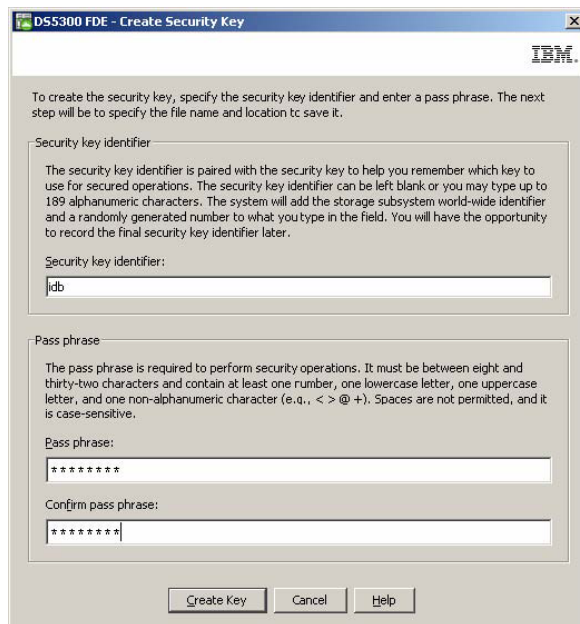 DS5300 FDE - Create Security Key
IBM.
To create the security key, specify the security key identifier and enter a pass phrase. The next
step will be to specify the file name and location tc save it.
Security key identifier
The security key identifier is paired with the security key to help you remember which key to
use for secured operations. The security key identifier can be left blank or you may type up to
189 alphanumeric characters. The system will add the storage subsystem world-wide identifier
and a randomly generated number to what you type in the field. You will have the opportunity
to record the final security key identifier later.
Security key identifier:
idb
Pass phrase
The pass phrase is required to perform security operations. It must be between eight and
thirty-two characters and contain at least one number, one lowercase letter, one uppercase
letter, and one non-alphanumeric character (e.g., < > @ +). Spaces are not permitted, and it
is case-sensitive.
Pass phrase:
********
Confirm pass phrase:
********
Create Key Cancel Help